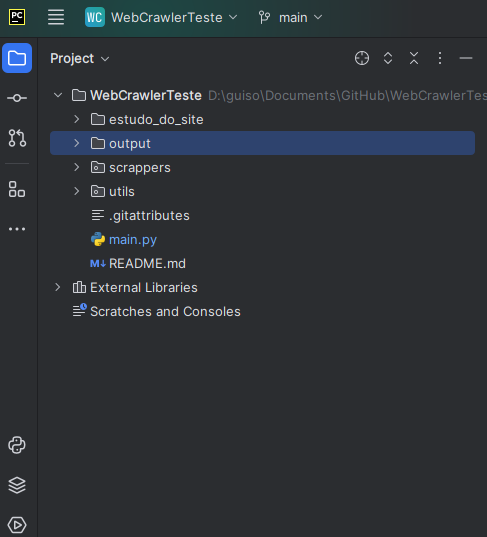 PC
WC WebCrawlerTeste main
Project
WebCrawlerTeste D:\guiso\Documents\GitHub\WebCrawlerTes
estudo_do_site
output
scrappers
utils
.gitattributes
main.py
M↓ README.md
External Libraries
Scratches and Consoles